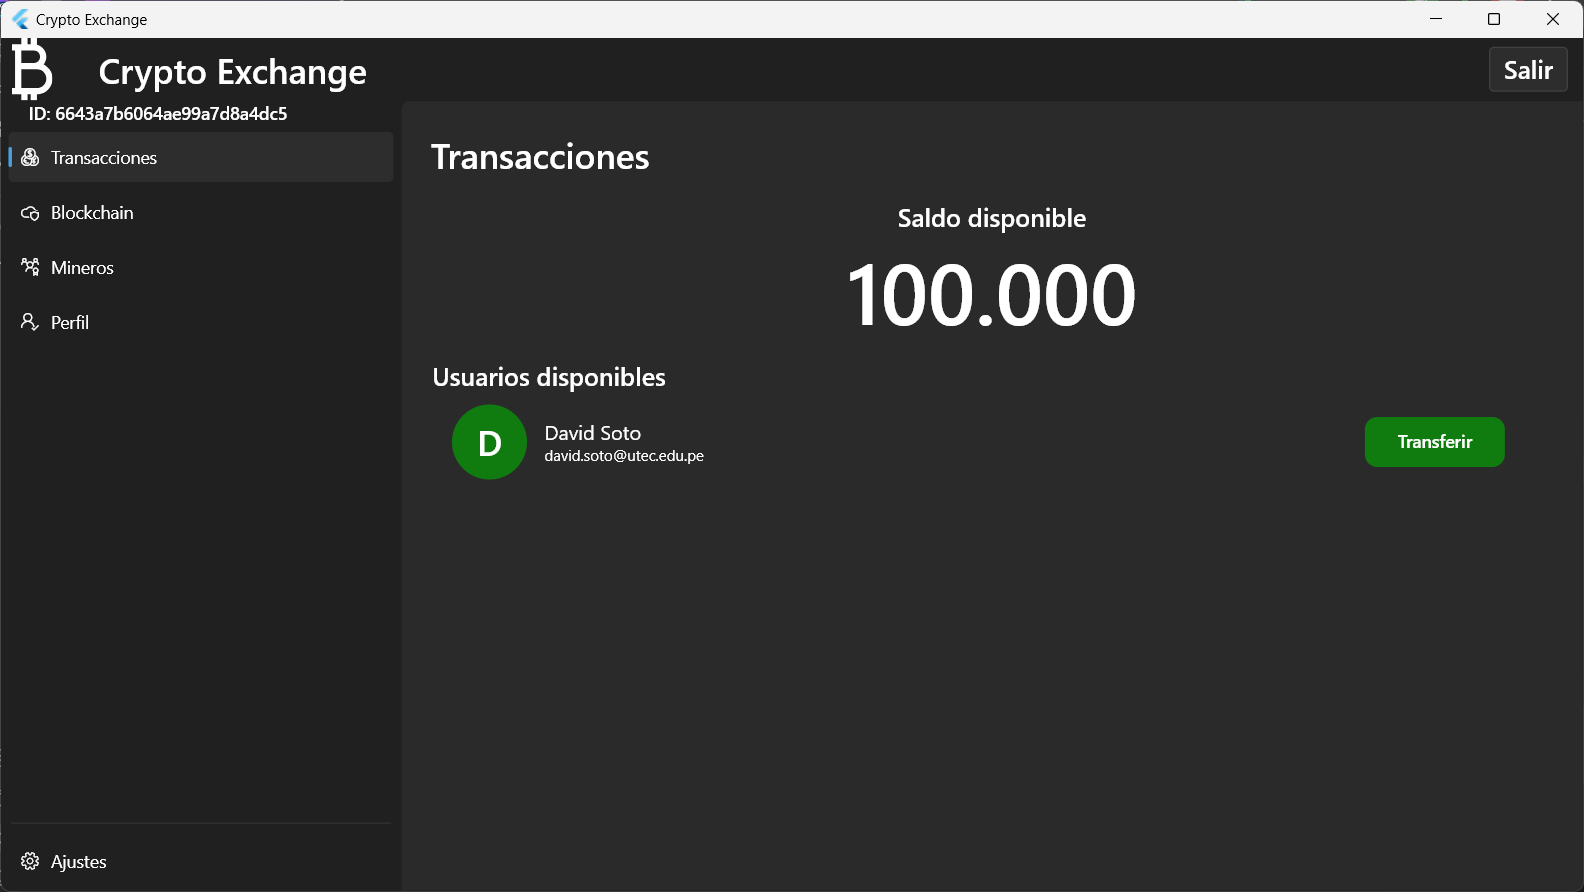 Crypto Exchange
Crypto Exchange
Salir
ID: 6643a7b6064ae99a7d8a4dc5
Transacciones
Blockchain
Mineros
Perfil
Ajustes
Transacciones
Saldo disponible
100.000
Usuarios disponibles
D
David Soto
david.soto@utec.edu.pe
Transferir